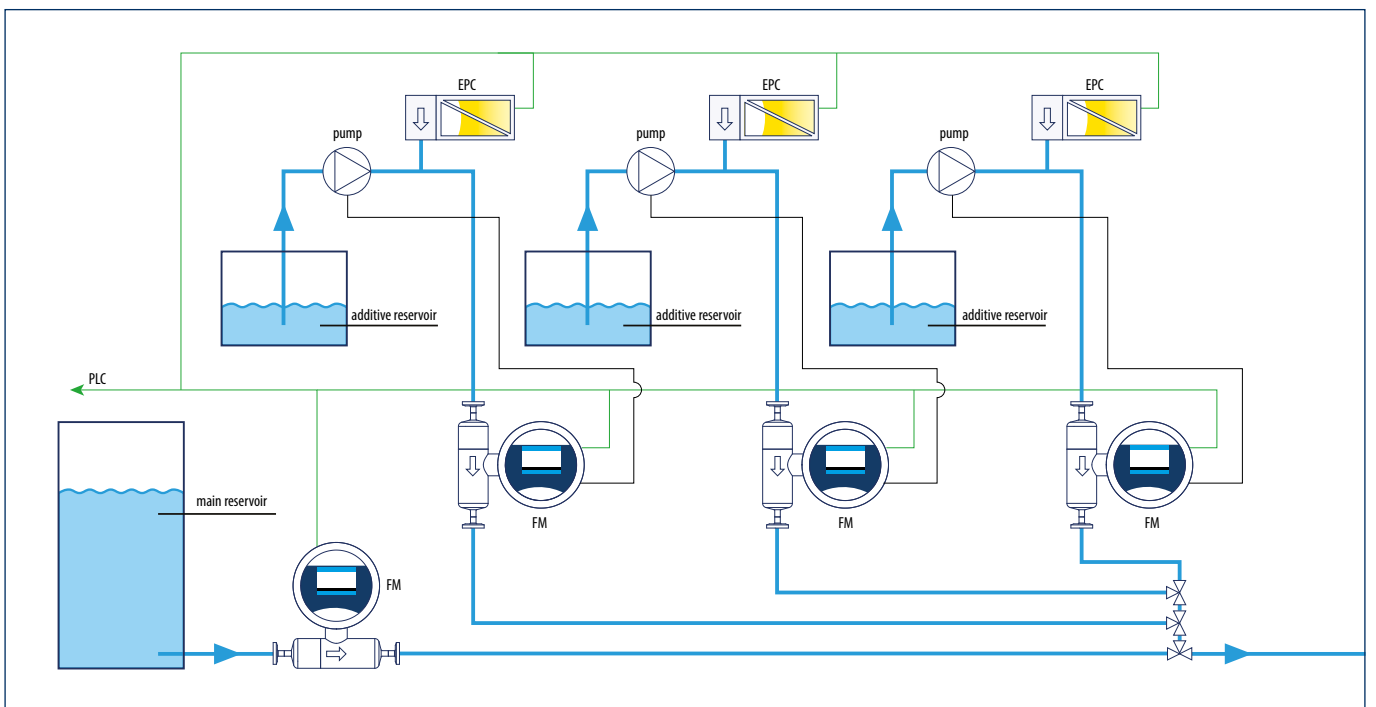 EPC
EPC
EPC
pump
pump
pump
additive reservoir
additive reservoir
additive reservoir
PLC
main reservoir
FM
FM
FM
FM